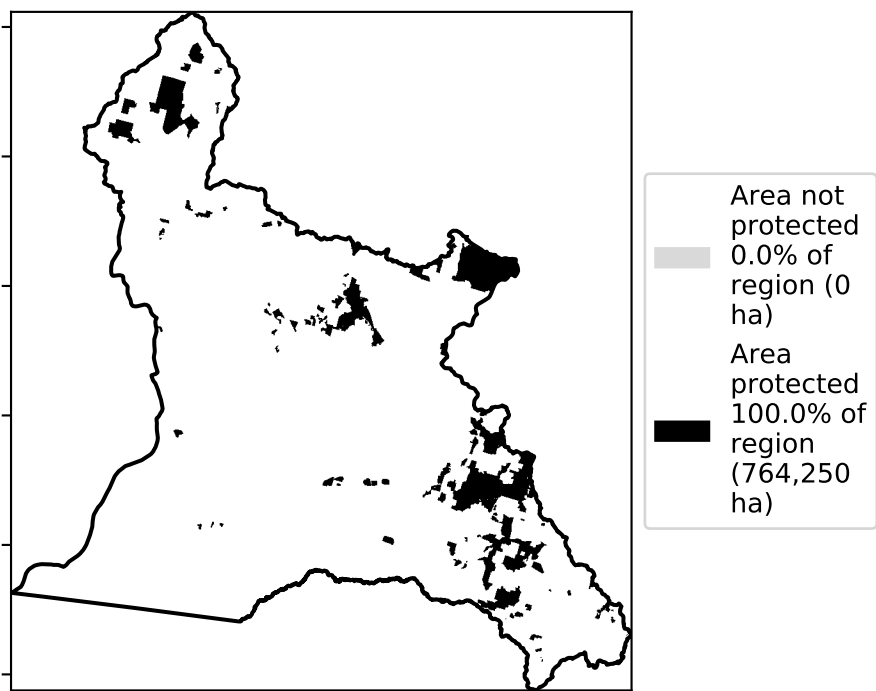 Area not
protected
0.0% of
region (0
ha)
Area
protected
100.0% of
region
(764,250
ha)